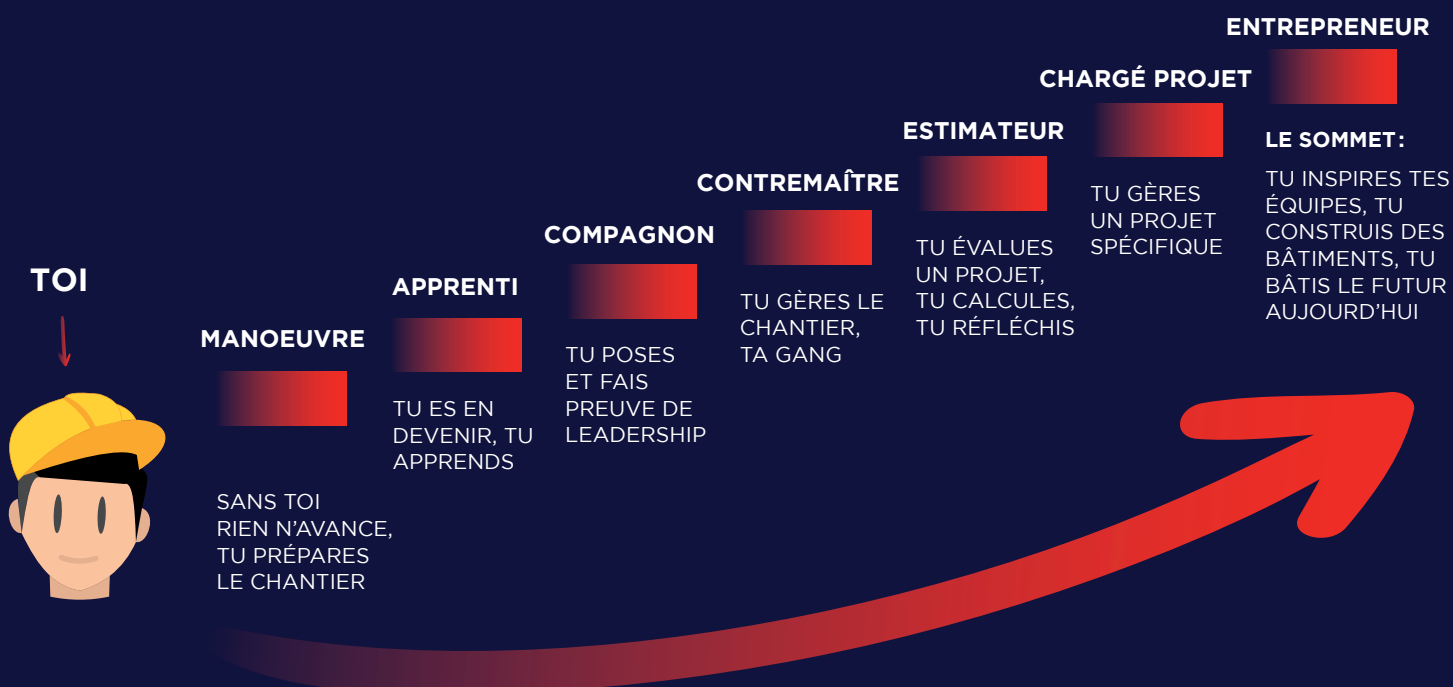 TOI
MANOEUVRE
SANS TOI
RIEN N'AVANCE,
TU PRÉPARES
LE CHANTIER
APPRENTI
TU ES EN
DEVENIR, TU
APPRENDS
COMPAGNON
TU POSES
ET FAIS
PREUVE DE
LEADERSHIP
CONTREMAÎTRE
TU GÈRES LE
CHANTIER,
TA GANG
ESTIMATEUR
TU ÉVALUES
UN PROJET,
TU CALCULES,
TU RÉFLÉCHIS
CHARGÉ PROJET
TU GÈRES
UN PROJET
SPÉCIFIQUE
ENTREPRENEUR
LE SOMMET :
TU INSPIRES TES
ÉQUIPES, TU
CONSTRUIS DES
BÂTIMENTS, TU
BÂTIS LE FUTUR
AUJOURD'HUI